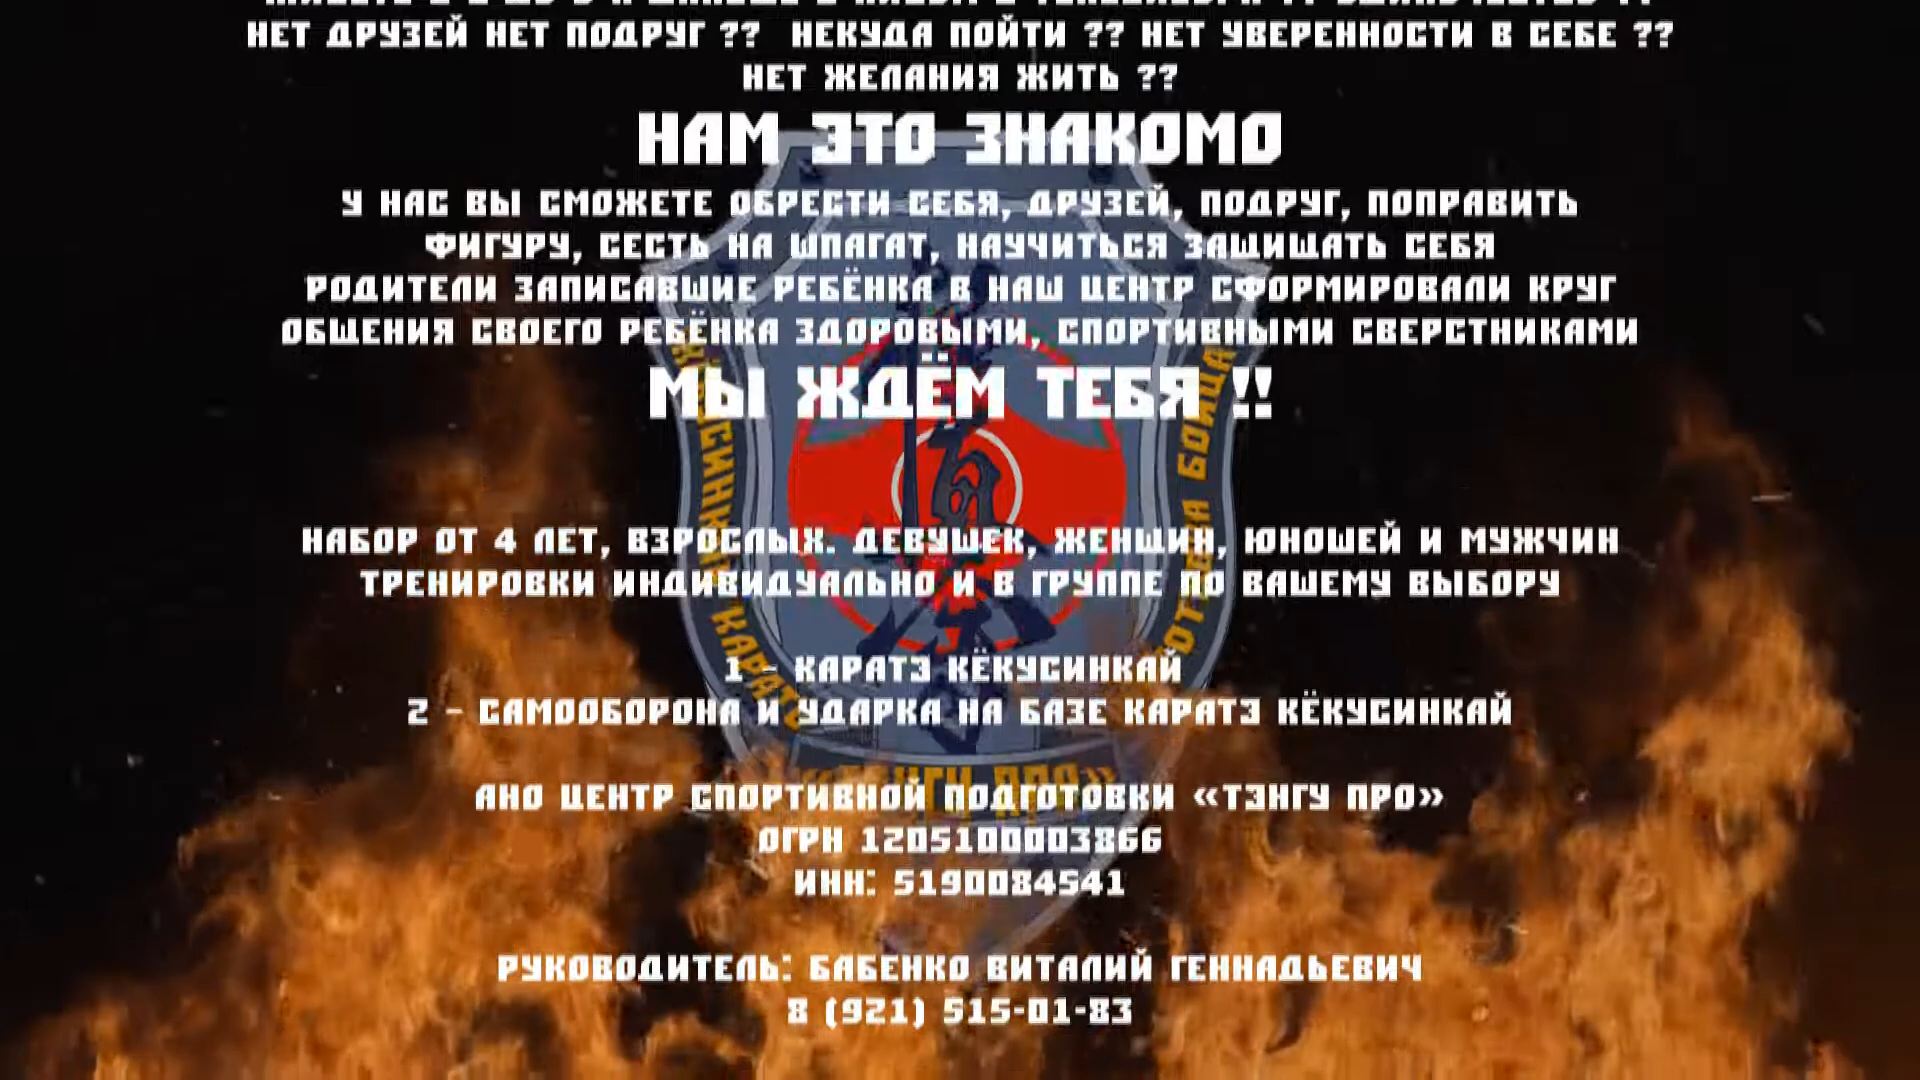 НЕТ ДРУЗЕЙ НЕТ ПОДРУГ ?? НЕКУДА ПОЙТИ ?? НЕТ УВЕРЕННОСТИ В СЕБЕ ??
НЕТ ЖЕЛАНИЯ ЖИТЬ ??
НАМ ЭТО ЗНАКОМО
У НАС ВЫ СМОЖЕТЕ ОБРЕСТИ СЕБЯ, ДРУЗЕЙ, ПОДРУГ, ПОПРАВИТЬ
ФИГУРУ, СЕСТЬ НА ШПАГАТ, НАУЧИТЬСЯ ЗАЩИЩАТЬ СЕБЯ
РОДИТЕЛИ ЗАПИСАВШИЕ РЕБЁНКА В НАШ ЦЕНТР СФОРМИРОВАЛИ КРУГ
ОБЩЕНИЯ СВОЕГО РЕБЁНКА ЗДОРОВЫМИ, СПОРТИВНЫМИ СВЕРСТНИКАМИ
МЫ ЖДЁМ ТЕБЯ !!
НАБОР ОТ 4 ЛЕТ, ВЗРОСЛЫХ. ДЕВУШЕК, ЖЕНЩИН, ЮНОШЕЙ И МУЖЧИН
ТРЕНИРОВКИ ИНДИВИДУАЛЬНО И В ГРУППЕ ПО ВАШЕМУ ВЫБОРУ
1 - КАРАТЭ КЁКУСИНКАЙ
2 - САМООБОРОНА И УДАРКА НА БАЗЕ КАРАТЭ КЁКУСИНКАЙ
АНО ЦЕНТР СПОРТИВНОЙ ПОДГОТОВКИ «ТЭНГУ ПРО»
ОГРН 1205100003866
ИНН: 5190084541
РУКОВОДИТЕЛЬ: БАБЕНКО ВИТАЛИЙ ГЕННАДЬЕВИЧ
8 (921) 515-01-83
КАРАТЭ
БОЙЦА